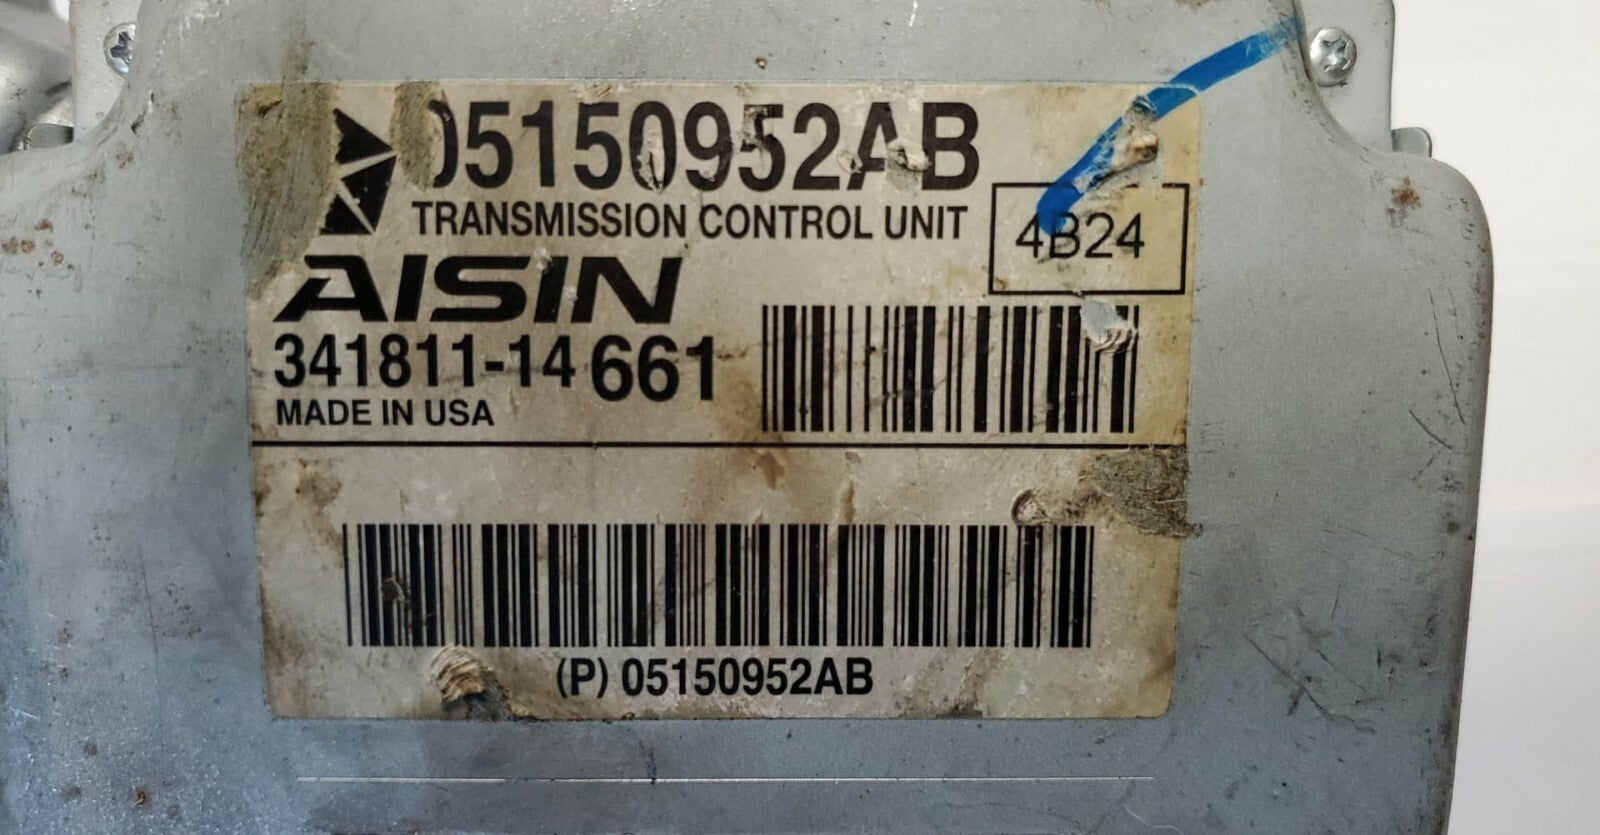 05150952AB
TRANSMISSION CONTROL UNIT
4B24
AISIN
341811-14 661
MADE IN USA
(P) 05150952AB